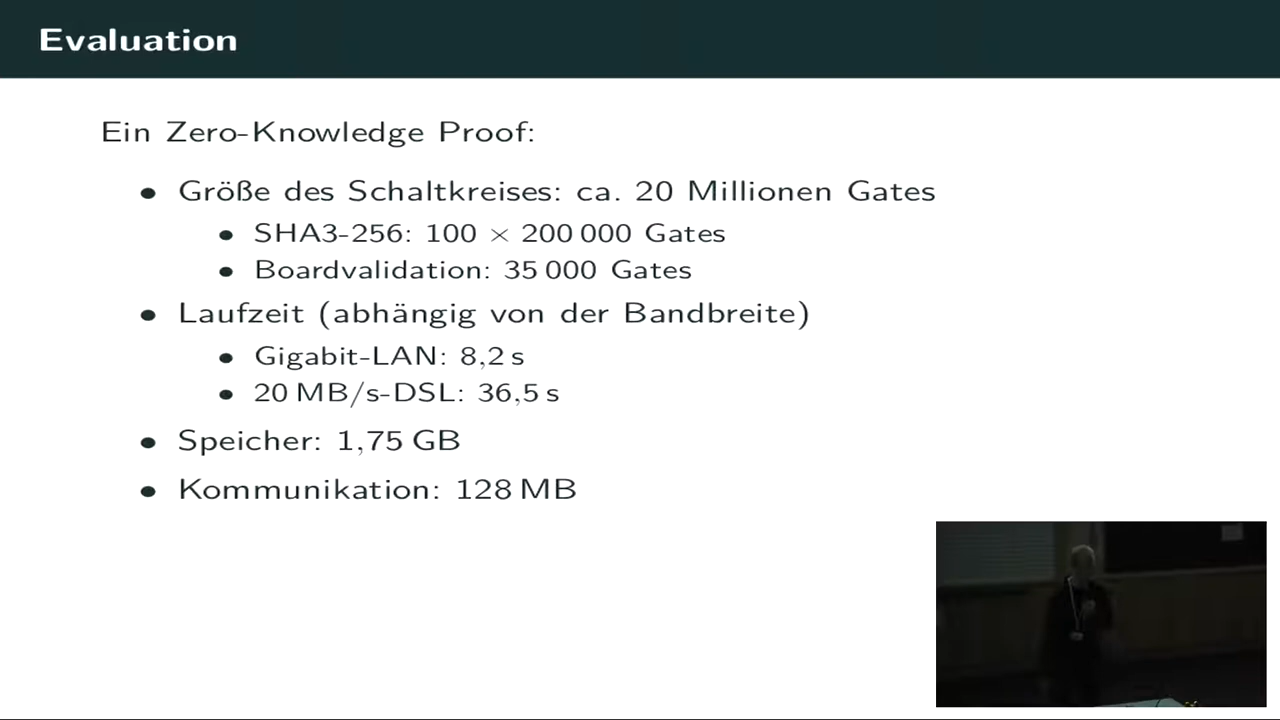 Evaluation
Ein Zero-Knowledge Proof:
• Größe des Schaltkreises: ca. 20 Millionen Gates
• SHA3-256: 100 × 200 000 Gates
• Boardvalidation: 35 000 Gates
• Laufzeit (abhängig von der Bandbreite)
• Gigabit-LAN: 8,2 s
• 20 MB/s-DSL: 36,5 s
• Speicher: 1,75 GB
• Kommunikation: 128 MB